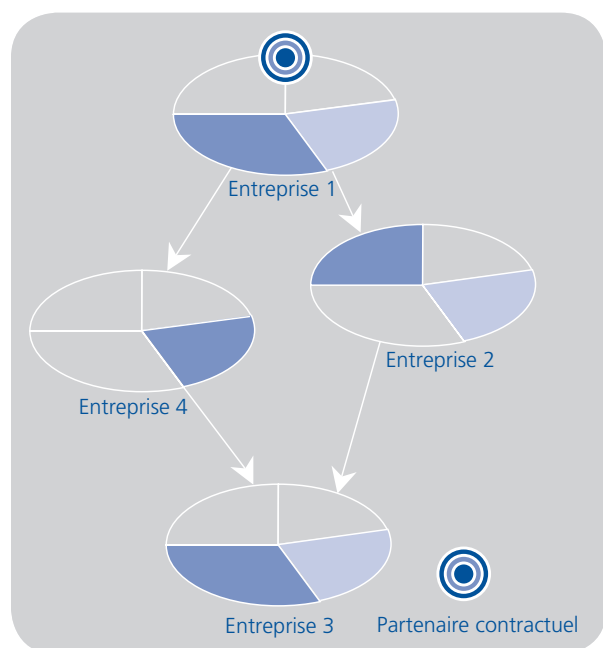 Entreprise 1
Entreprise 2
Entreprise 4
Entreprise 3
Partenaire contractuel